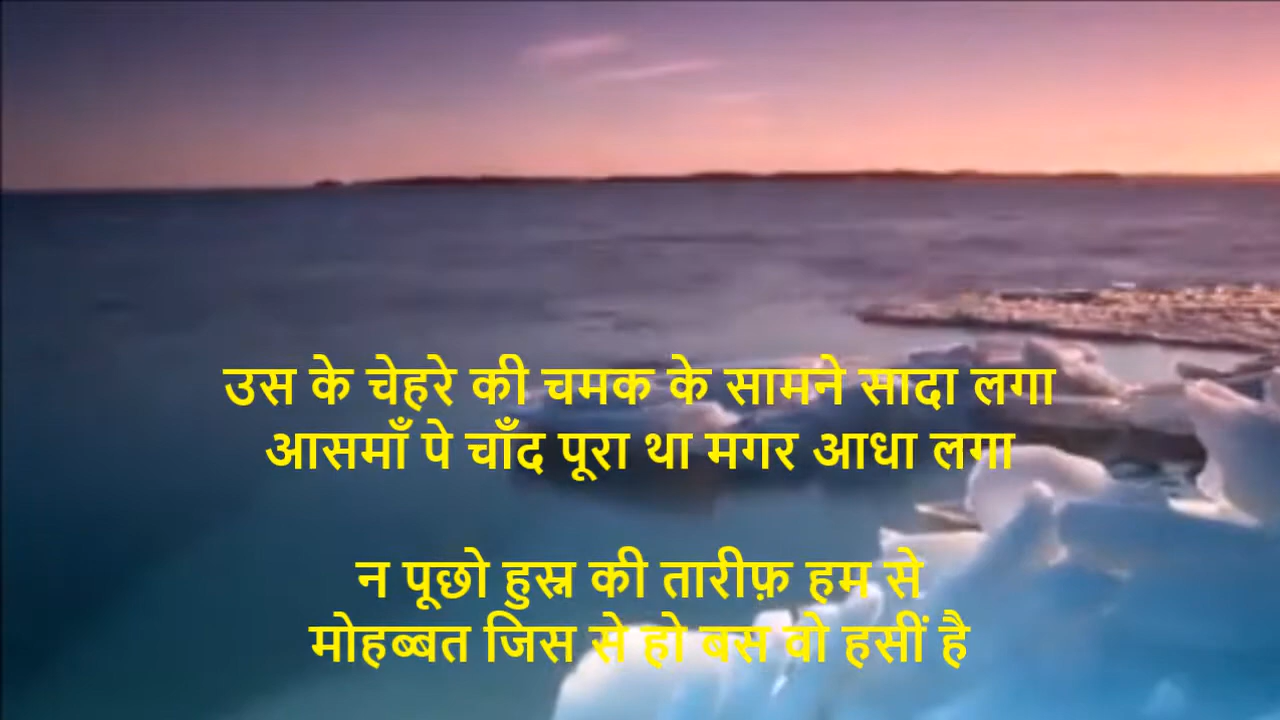 उस के चेहरे की चमक के सामने सादा लगा
आसमाँ पे चाँद पूरा था मगर आधा लगा
न पूछो हुस्न की तारीफ़ हम से
मोहब्बत जिस से हो बस वो हसीं है